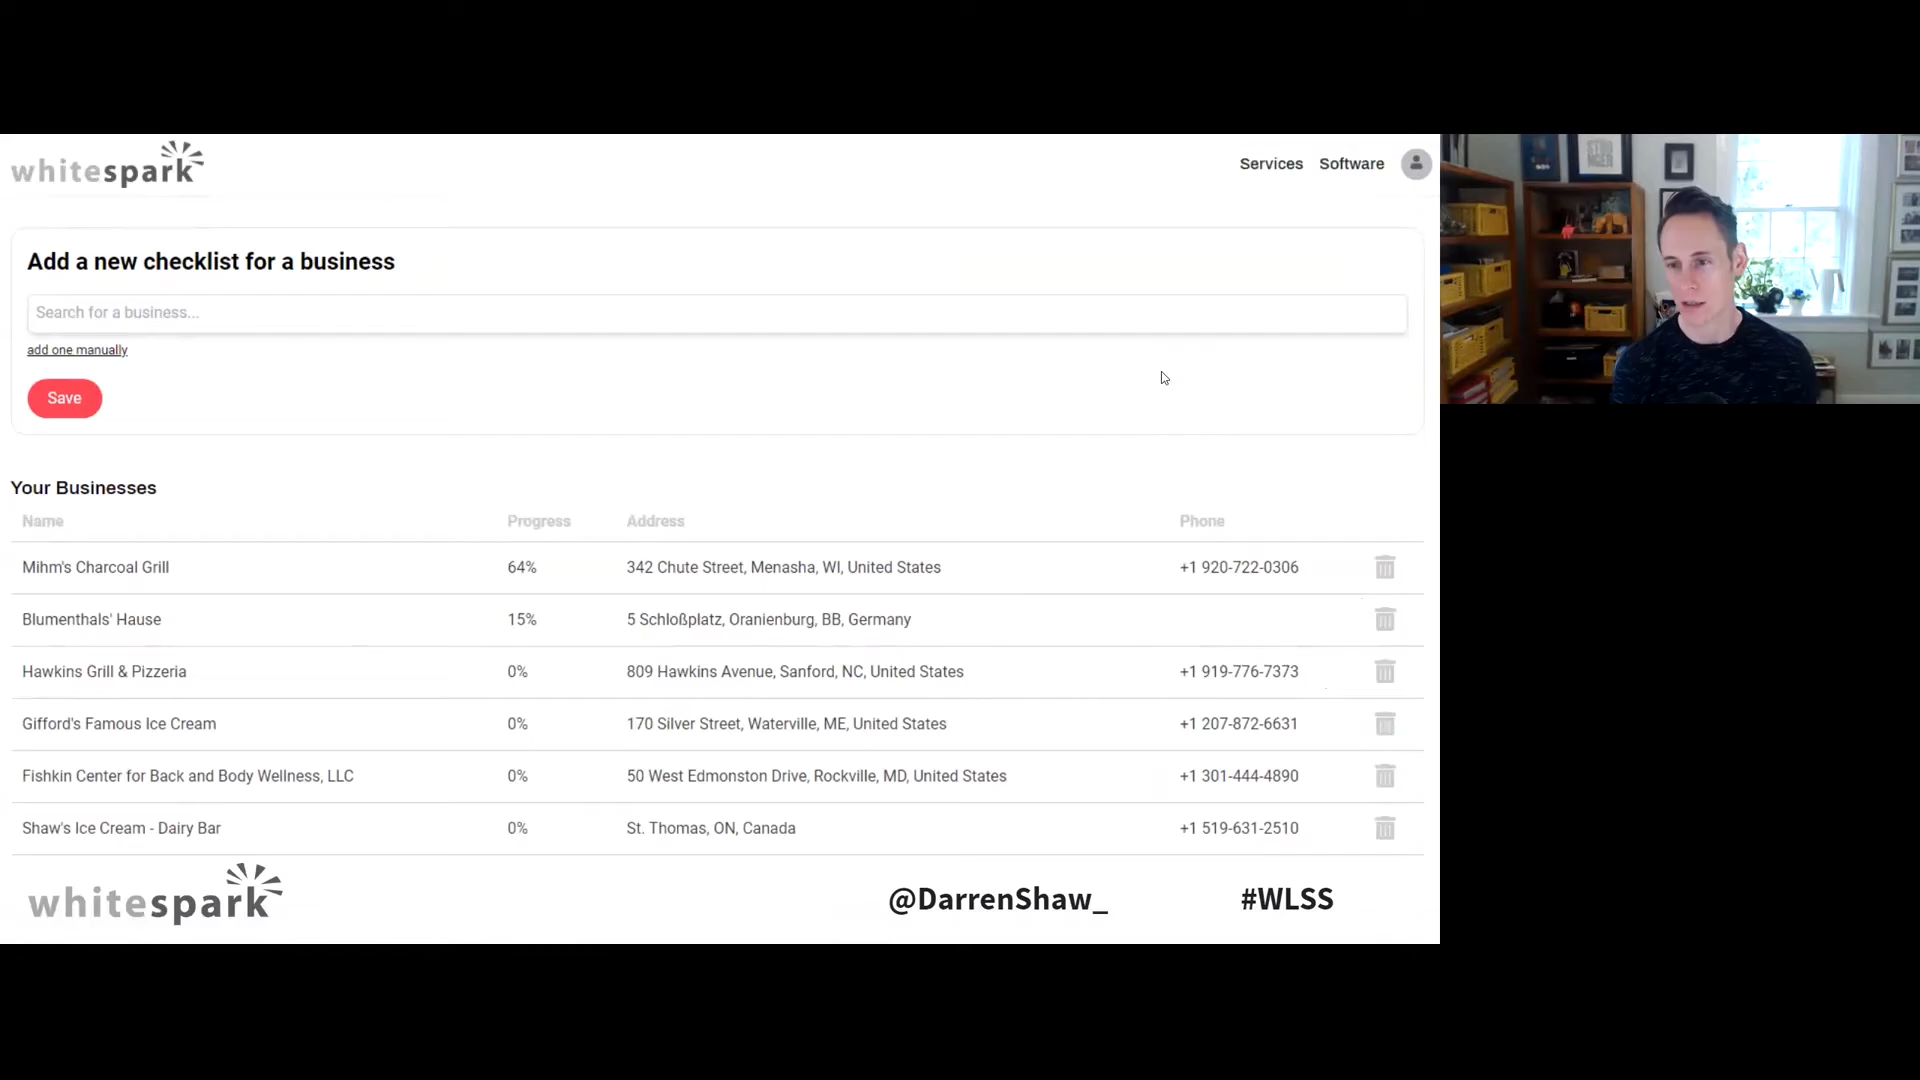 whitespark
Services Software
Add a new checklist for a business
Search for a business...
add one manually
Save
Your Businesses
Name Progress Address Phone
Mihm's Charcoal Grill 64% 342 Chute Street, Menasha, WI, United States +1 920-722-0306
Blumenthals' Hause 15% 5 Schloßplatz, Oranienburg, BB, Germany
Hawkins Grill & Pizzeria 0% 809 Hawkins Avenue, Sanford, NC, United States +1 919-776-7373
Gifford's Famous Ice Cream 0% 170 Silver Street, Waterville, ME, United States +1 207-872-6631
Fishkin Center for Back and Body Wellness, LLC 0% 50 West Edmonston Drive, Rockville, MD, United States +1 301-444-4890
Shaw's Ice Cream - Dairy Bar 0% St. Thomas, ON, Canada +1 519-631-2510
whitespark @DarrenShaw_ #WLSS